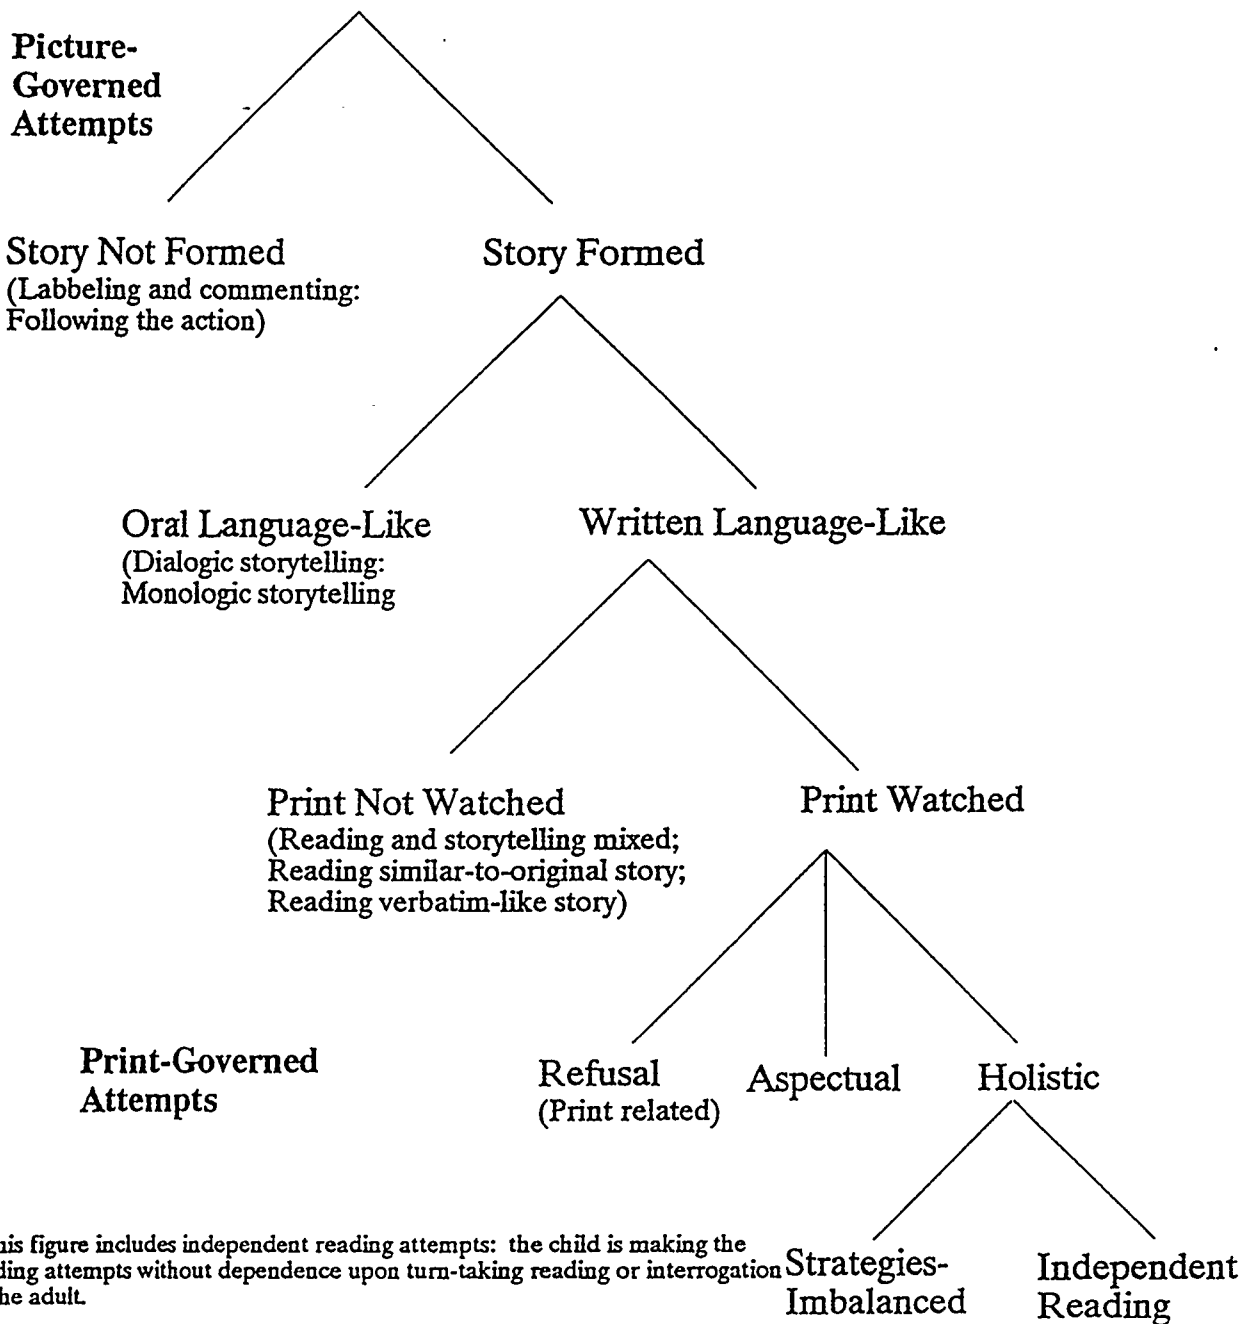 Picture-
Governed
Attempts
Story Not Formed
(Labbeling and commenting:
Following the action)
Story Formed
Oral Language-Like
(Dialogic storytelling:
Monologic storytelling
Written Language-Like
Print Not Watched
(Reading and storytelling mixed;
Reading similar-to-original story;
Reading verbatim-like story)
Print Watched
Print-Governed
Attempts
Refusal
(Print related)
Aspectual
Holistic
figure includes independent reading attempts: the child is making the
attempts without dependence upon turn-taking reading or interrogation
adult.
Strategies-
Imbalanced
Independent
Reading